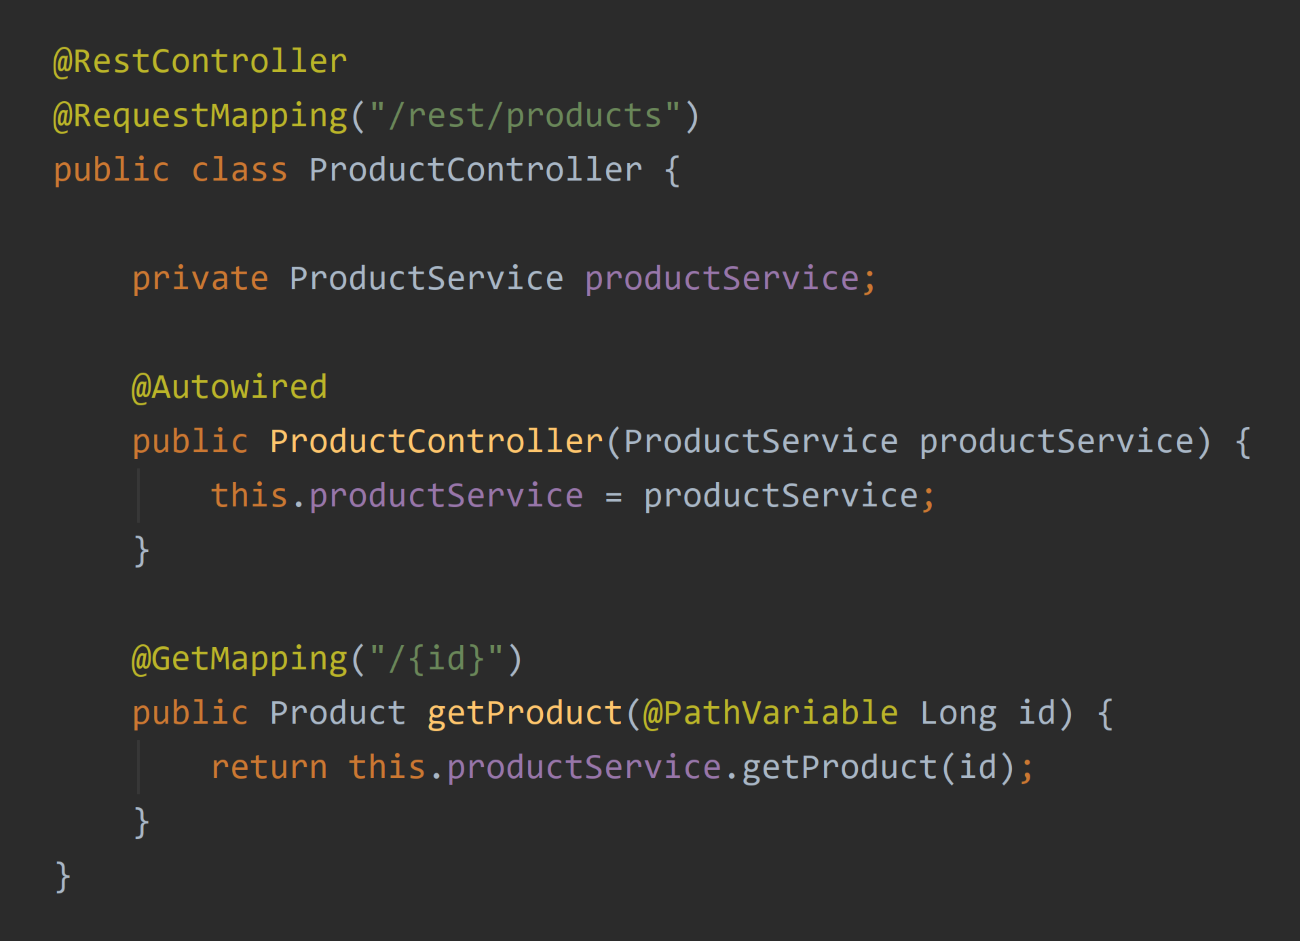 @RestController
@RequestMapping("/rest/products")
public class ProductController {
private ProductService productService;
@Autowired
public ProductController(ProductService productService) {
this.productService = productService;
}
@GetMapping("/{id}")
public Product getProduct(@PathVariable Long id) {
return this.productService.getProduct(id);
}
}